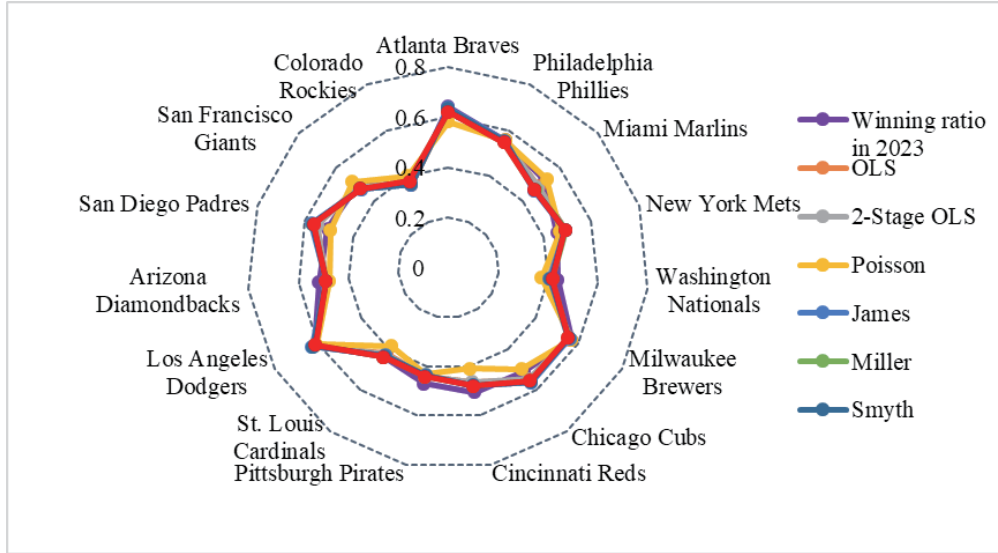 Atlanta Braves
Philadelphia
Phillies
Miami Marlins
New York Mets
Washington
Nationals
Milwaukee
Brewers
Chicago Cubs
Cincinnati Reds
Pittsburgh Pirates
St. Louis
Cardinals
Los Angeles
Dodgers
Arizona
Diamondbacks
San Diego Padres
San Francisco
Giants
Colorado
Rockies
0.8
0.6
0.4
0.2
0
Winning ratio
in 2023
OLS
2-Stage OLS
Poisson
James
Miller
Smyth